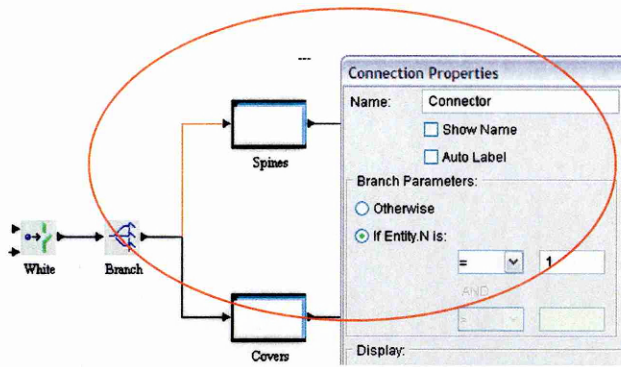 ---
Connection Properties
Name: Connector
Show Name
Auto Label
Branch Parameters:
Otherwise
If Entity.N is:
= 1
AND
=
Display:
Spines
White
Branch
Covers